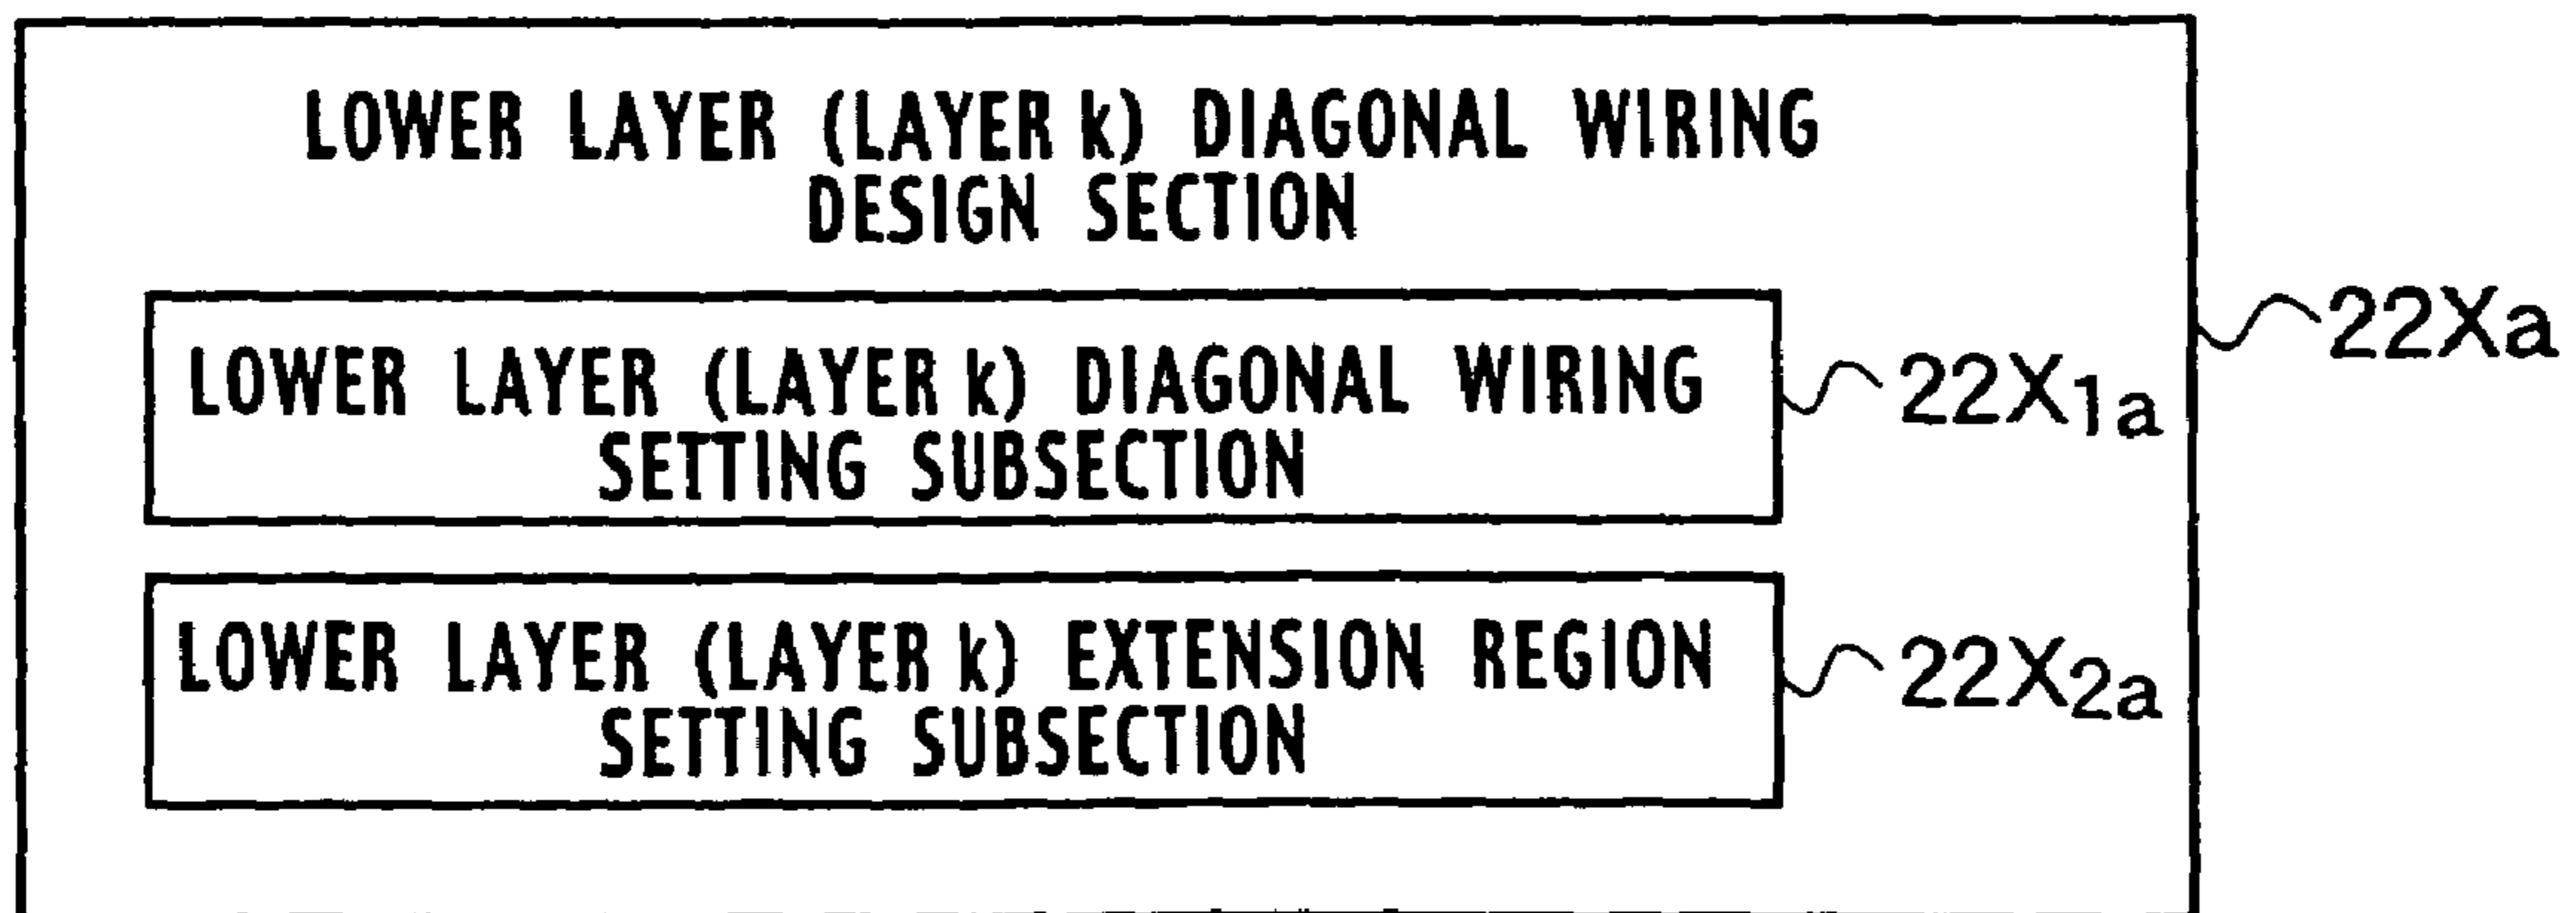 LOWER LAYER (LAYER k) DIAGONAL WIRING
DESIGN SECTION
22Xa
LOWER LAYER (LAYER k) DIAGONAL WIRING
SETTING SUBSECTION
22X1a
LOWER LAYER (LAYER k) EXTENSION REGION
SETTING SUBSECTION
22X2a